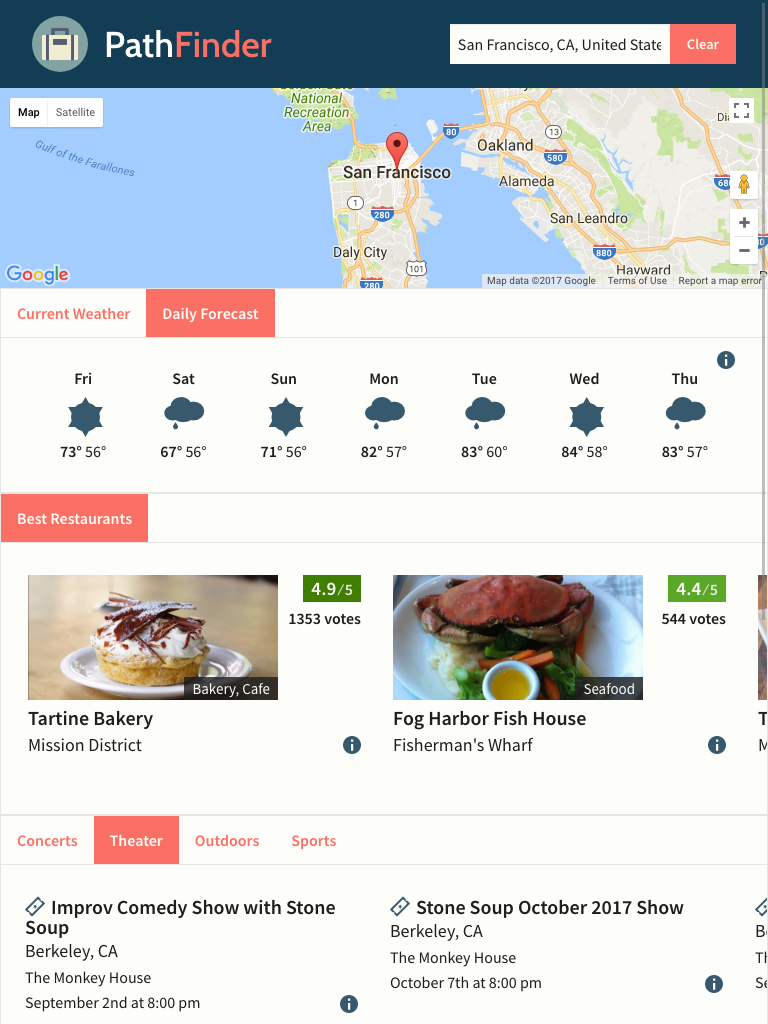 PathFinder
San Francisco, CA, United State
Clear
Map
Satellite
Gulf of the Farallones
National
Recreation
Area
80
13
Oakland
580
Alameda
San Francisco
1
280
San Leandro
Daly City
880
101
280
Hayward
Google
Map data ©2017 Google
Terms of Use
Report a map error
Current Weather
Daily Forecast
Fri
Sat
Sun
Mon
Tue
Wed
Thu
73° 56°
67° 56°
71° 56°
82° 57°
83° 60°
84° 58°
83° 57°
Best Restaurants
4.9/5
1353 votes
Bakery, Cafe
Tartine Bakery
Mission District
4.4/5
544 votes
Seafood
Fog Harbor Fish House
Fisherman's Wharf
Concerts
Theater
Outdoors
Sports
Improv Comedy Show with Stone
Soup
Berkeley, CA
The Monkey House
September 2nd at 8:00 pm
Stone Soup October 2017 Show
Berkeley, CA
The Monkey House
October 7th at 8:00 pm